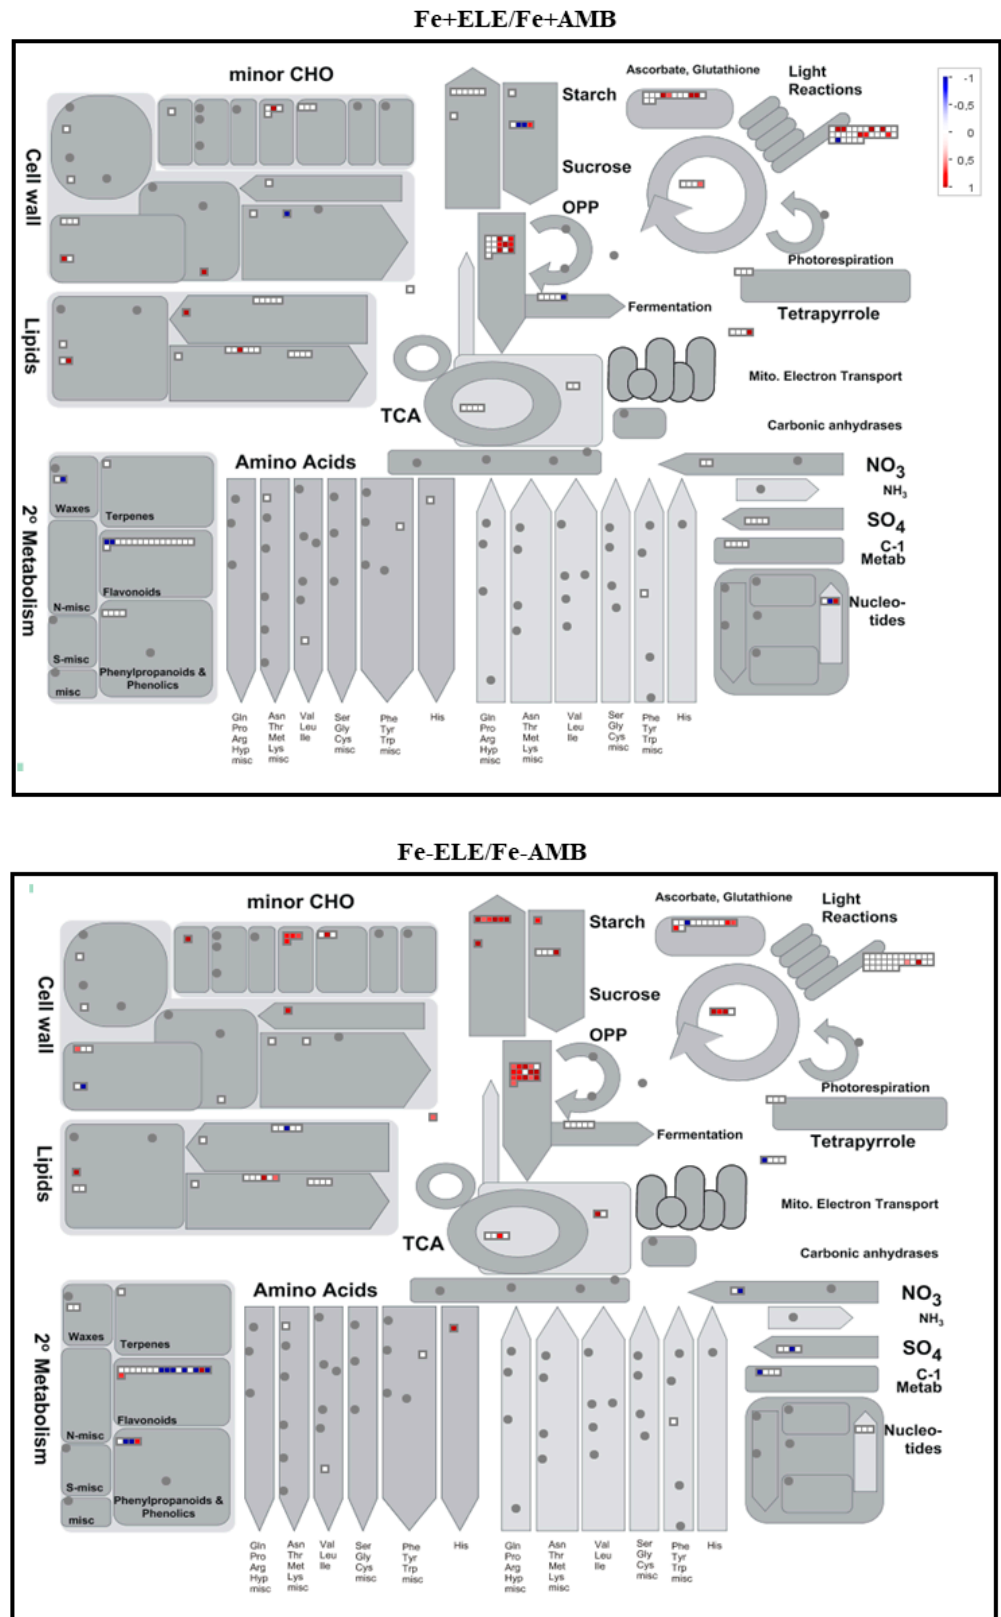 Fe+ELE/Fe+AMB
minor CHO
Ascorbate, Glutathione
Light
Reactions
-1
-0,5
0
0,5
1
Starch
Sucrose
OPP
Cell wall
Photorespiration
Fermentation
Tetrapyrrole
Lipids
Mito. Electron Transport
TCA
Carbonic anhydrases
Amino Acids
NO3
NH3
SO4
C-1
Metab
Nucleo-
tides
2º Metabolism
Waxes
Terpenes
Flavonoids
N-misc
S-misc
Phenylpropanoids &
Phenolics
misc
Gln
Pro
Arg
Hyp
misc
Asn
Thr
Met
Lys
misc
Val
Leu
Ile
Ser
Gly
Cys
misc
Phe
Tyr
Trp
misc
His
Gln
Pro
Arg
Hyp
misc
Asn
Thr
Met
Lys
misc
Val
Leu
Ile
Ser
Gly
Cys
misc
Phe
Tyr
Trp
misc
His
Fe-ELE/Fe-AMB
minor CHO
Ascorbate, Glutathione
Light
Reactions
Starch
Sucrose
OPP
Cell wall
Photorespiration
Fermentation
Tetrapyrrole
Lipids
Mito. Electron Transport
TCA
Carbonic anhydrases
Amino Acids
NO3
NH3
SO4
C-1
Metab
Nucleo-
tides
2º Metabolism
Waxes
Terpenes
Flavonoids
N-misc
S-misc
Phenylpropanoids &
Phenolics
misc
Gln
Pro
Arg
Hyp
misc
Asn
Thr
Met
Lys
misc
Val
Leu
Ile
Ser
Gly
Cys
misc
Phe
Tyr
Trp
misc
His
Gln
Pro
Arg
Hyp
misc
Asn
Thr
Met
Lys
misc
Val
Leu
Ile
Ser
Gly
Cys
misc
Phe
Tyr
Trp
misc
His